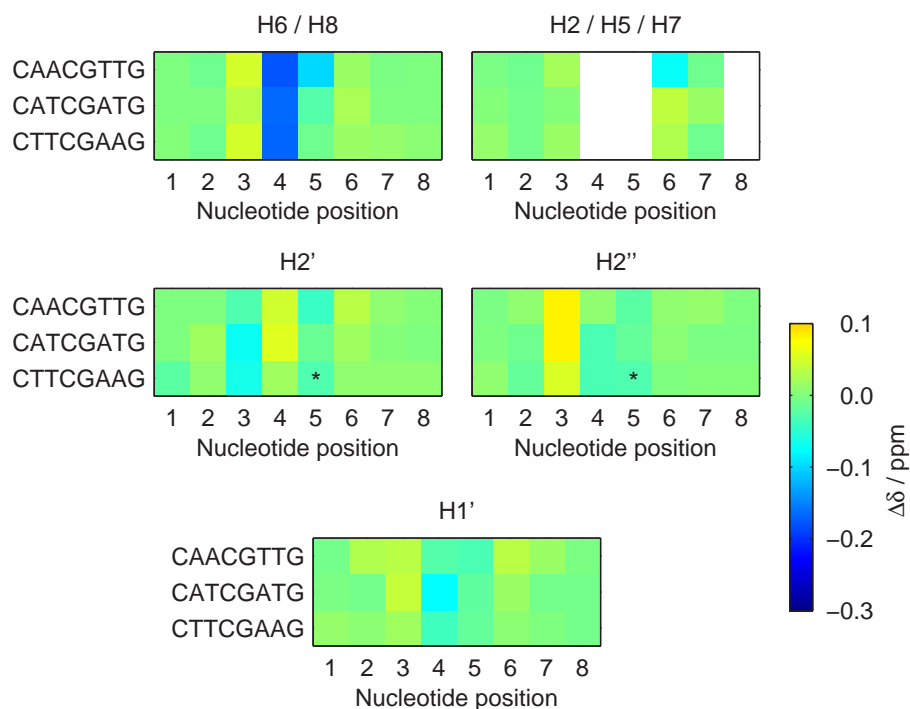 H6 / H8
H2 / H5 / H7
CAACGTTG
CATCGATG
CTTCGAAG
1 2 3 4 5 6 7 8
1 2 3 4 5 6 7 8
Nucleotide position
Nucleotide position
H2'
H2''
CAACGTTG
CATCGATG
CTTCGAAG
*
*
1 2 3 4 5 6 7 8
1 2 3 4 5 6 7 8
Nucleotide position
Nucleotide position
0.1
0.0
−0.1
−0.2
−0.3
Δδ / ppm
H1'
CAACGTTG
CATCGATG
CTTCGAAG
1 2 3 4 5 6 7 8
Nucleotide position